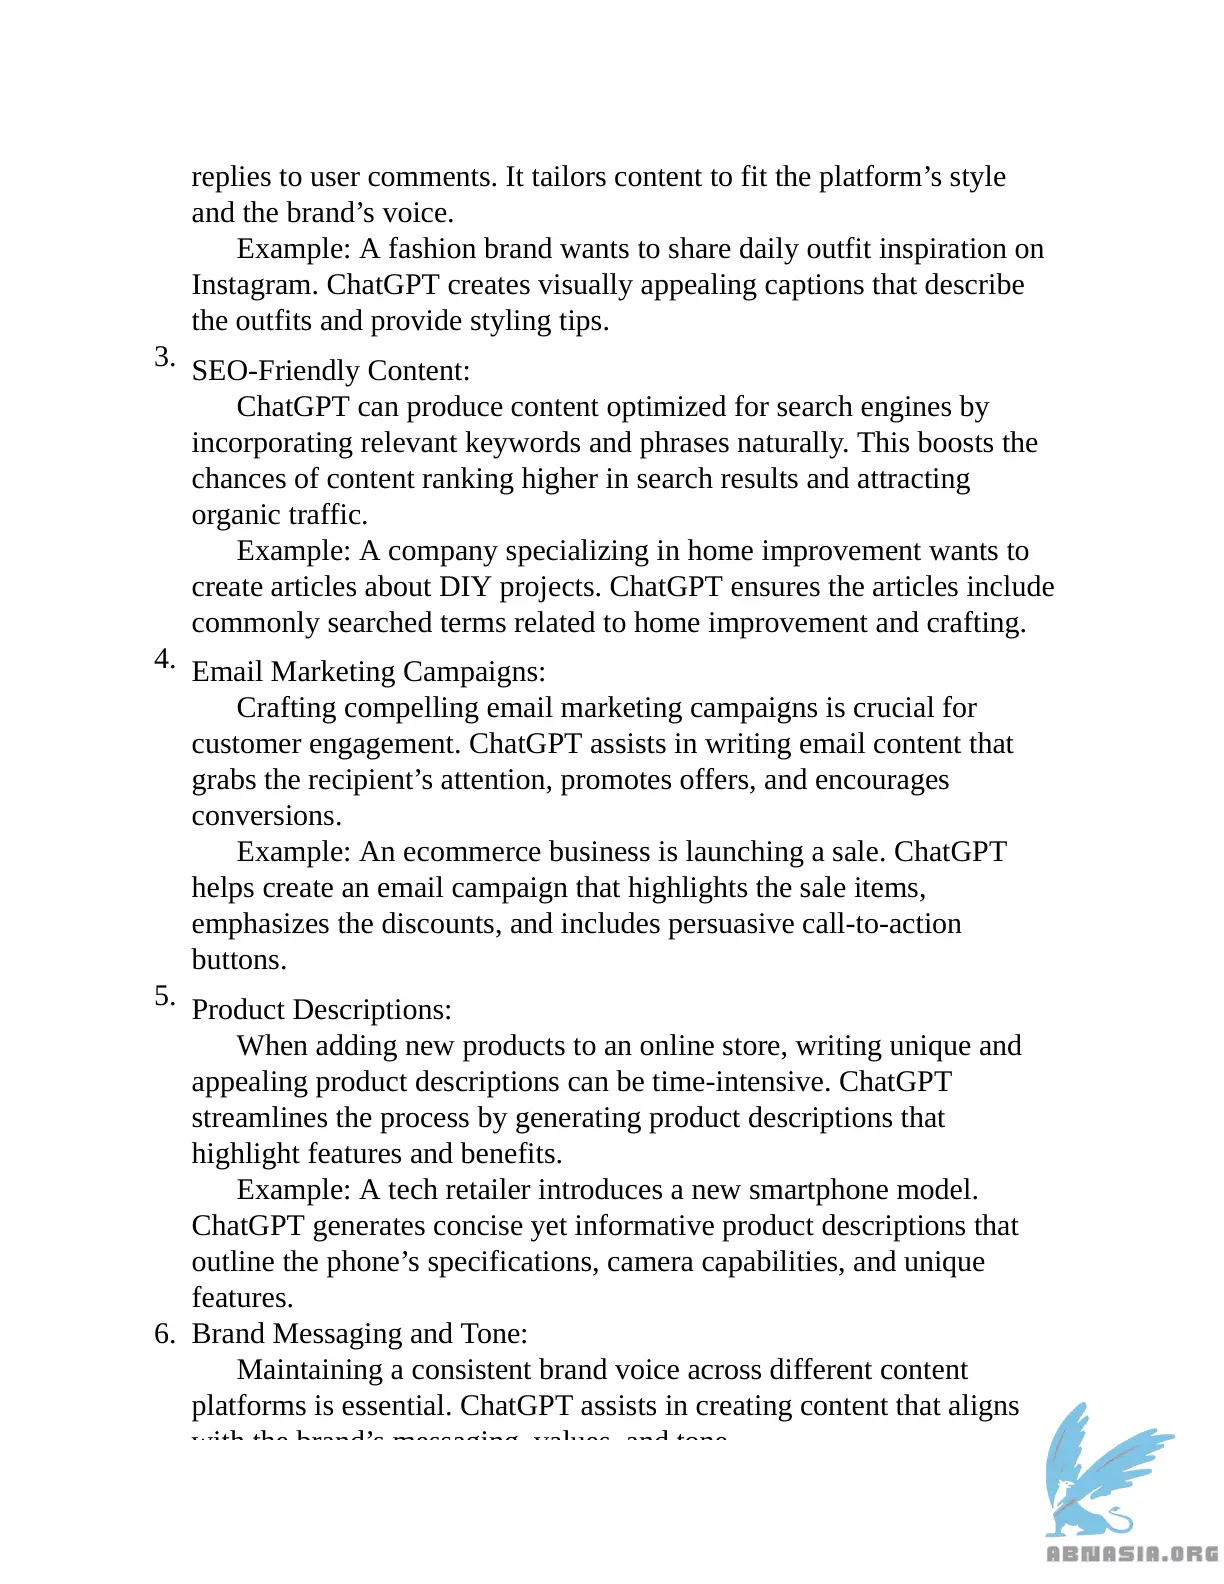 replies to user comments. It tailors content to fit the platform’s style
and the brand’s voice.
Example: A fashion brand wants to share daily outfit inspiration on
Instagram. ChatGPT creates visually appealing captions that describe
the outfits and provide styling tips.
3. SEO-Friendly Content:
ChatGPT can produce content optimized for search engines by
incorporating relevant keywords and phrases naturally. This boosts the
chances of content ranking higher in search results and attracting
organic traffic.
Example: A company specializing in home improvement wants to
create articles about DIY projects. ChatGPT ensures the articles include
commonly searched terms related to home improvement and crafting.
4. Email Marketing Campaigns:
Crafting compelling email marketing campaigns is crucial for
customer engagement. ChatGPT assists in writing email content that
grabs the recipient’s attention, promotes offers, and encourages
conversions.
Example: An ecommerce business is launching a sale. ChatGPT
helps create an email campaign that highlights the sale items,
emphasizes the discounts, and includes persuasive call-to-action
buttons.
5. Product Descriptions:
When adding new products to an online store, writing unique and
appealing product descriptions can be time-intensive. ChatGPT
streamlines the process by generating product descriptions that
highlight features and benefits.
Example: A tech retailer introduces a new smartphone model.
ChatGPT generates concise yet informative product descriptions that
outline the phone’s specifications, camera capabilities, and unique
features.
6. Brand Messaging and Tone:
Maintaining a consistent brand voice across different content
platforms is essential. ChatGPT assists in creating content that aligns
with the brand’s messaging, values, and tone
ABNASIA.ORG